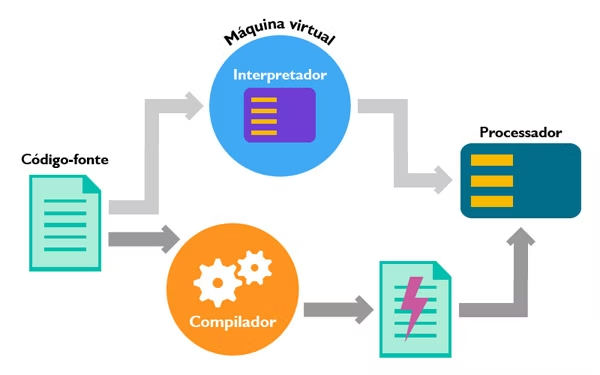 Máquina virtual
Interpretador
Processador
Código-fonte
Compilador